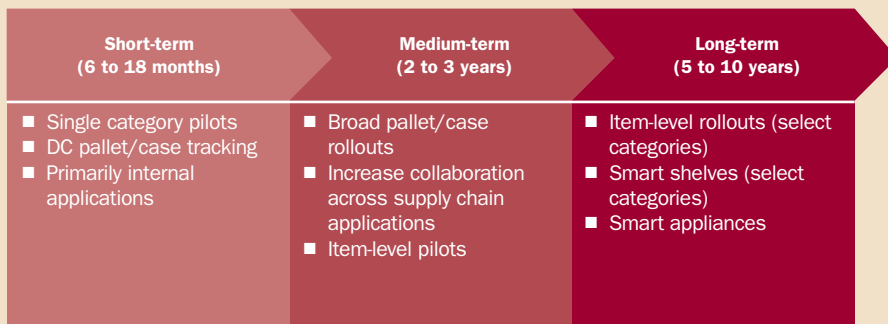 Short-term
(6 to 18 months)
Medium-term
(2 to 3 years)
Long-term
(5 to 10 years)
■ Single category pilots
■ DC pallet/case tracking
■ Primarily internal
applications
■ Broad pallet/case
rollouts
■ Increase collaboration
across supply chain
applications
■ Item-level pilots
■ Item-level rollouts (select
categories)
■ Smart shelves (select
categories)
■ Smart appliances